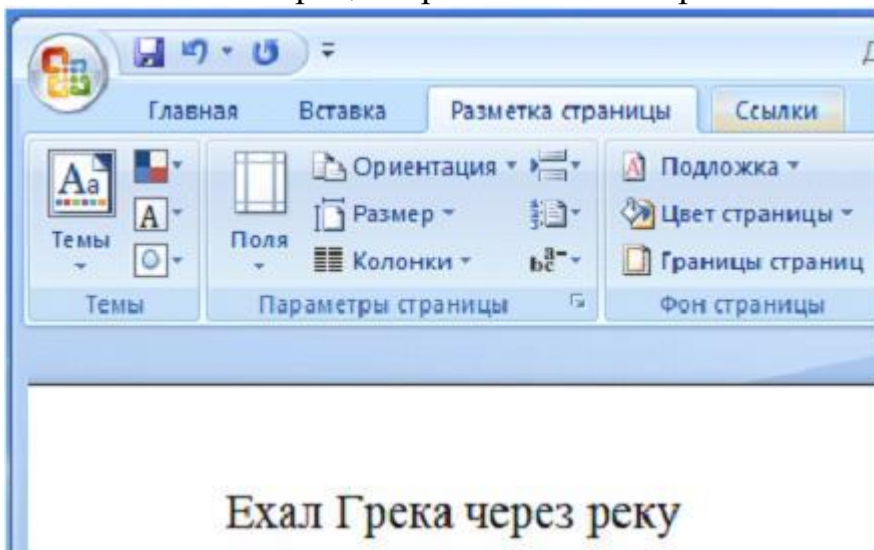 Главная Вставка Разметка страницы Ссылки
Ориентация
Подложка
Размер
Цвет страницы
Темы Поля
Колонки
Границы страниц
Темы Параметры страницы Фон страницы
Ехал Грека через реку